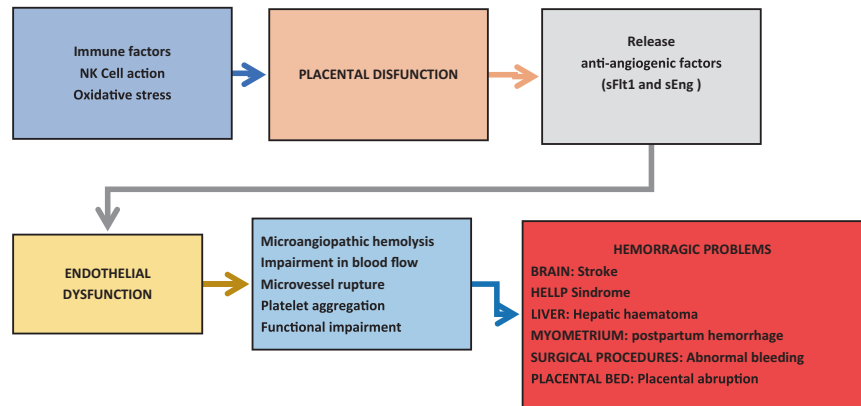 Immune factors
NK Cell action
Oxidative stress
PLACENTAL DISFUNCTION
Release
anti-angiogenic factors
(sFlt1 and sEng )
ENDOTHELIAL
DYSFUNCTION
Microangiopathic hemolysis
Impairment in blood flow
Microvessel rupture
Platelet aggregation
Functional impairment
HEMORRAGIC PROBLEMS
BRAIN: Stroke
HELLP Sindrome
LIVER: Hepatic haematoma
MYOMETRIUM: postpartum hemorrhage
SURGICAL PROCEDURES: Abnormal bleeding
PLACENTAL BED: Placental abruption